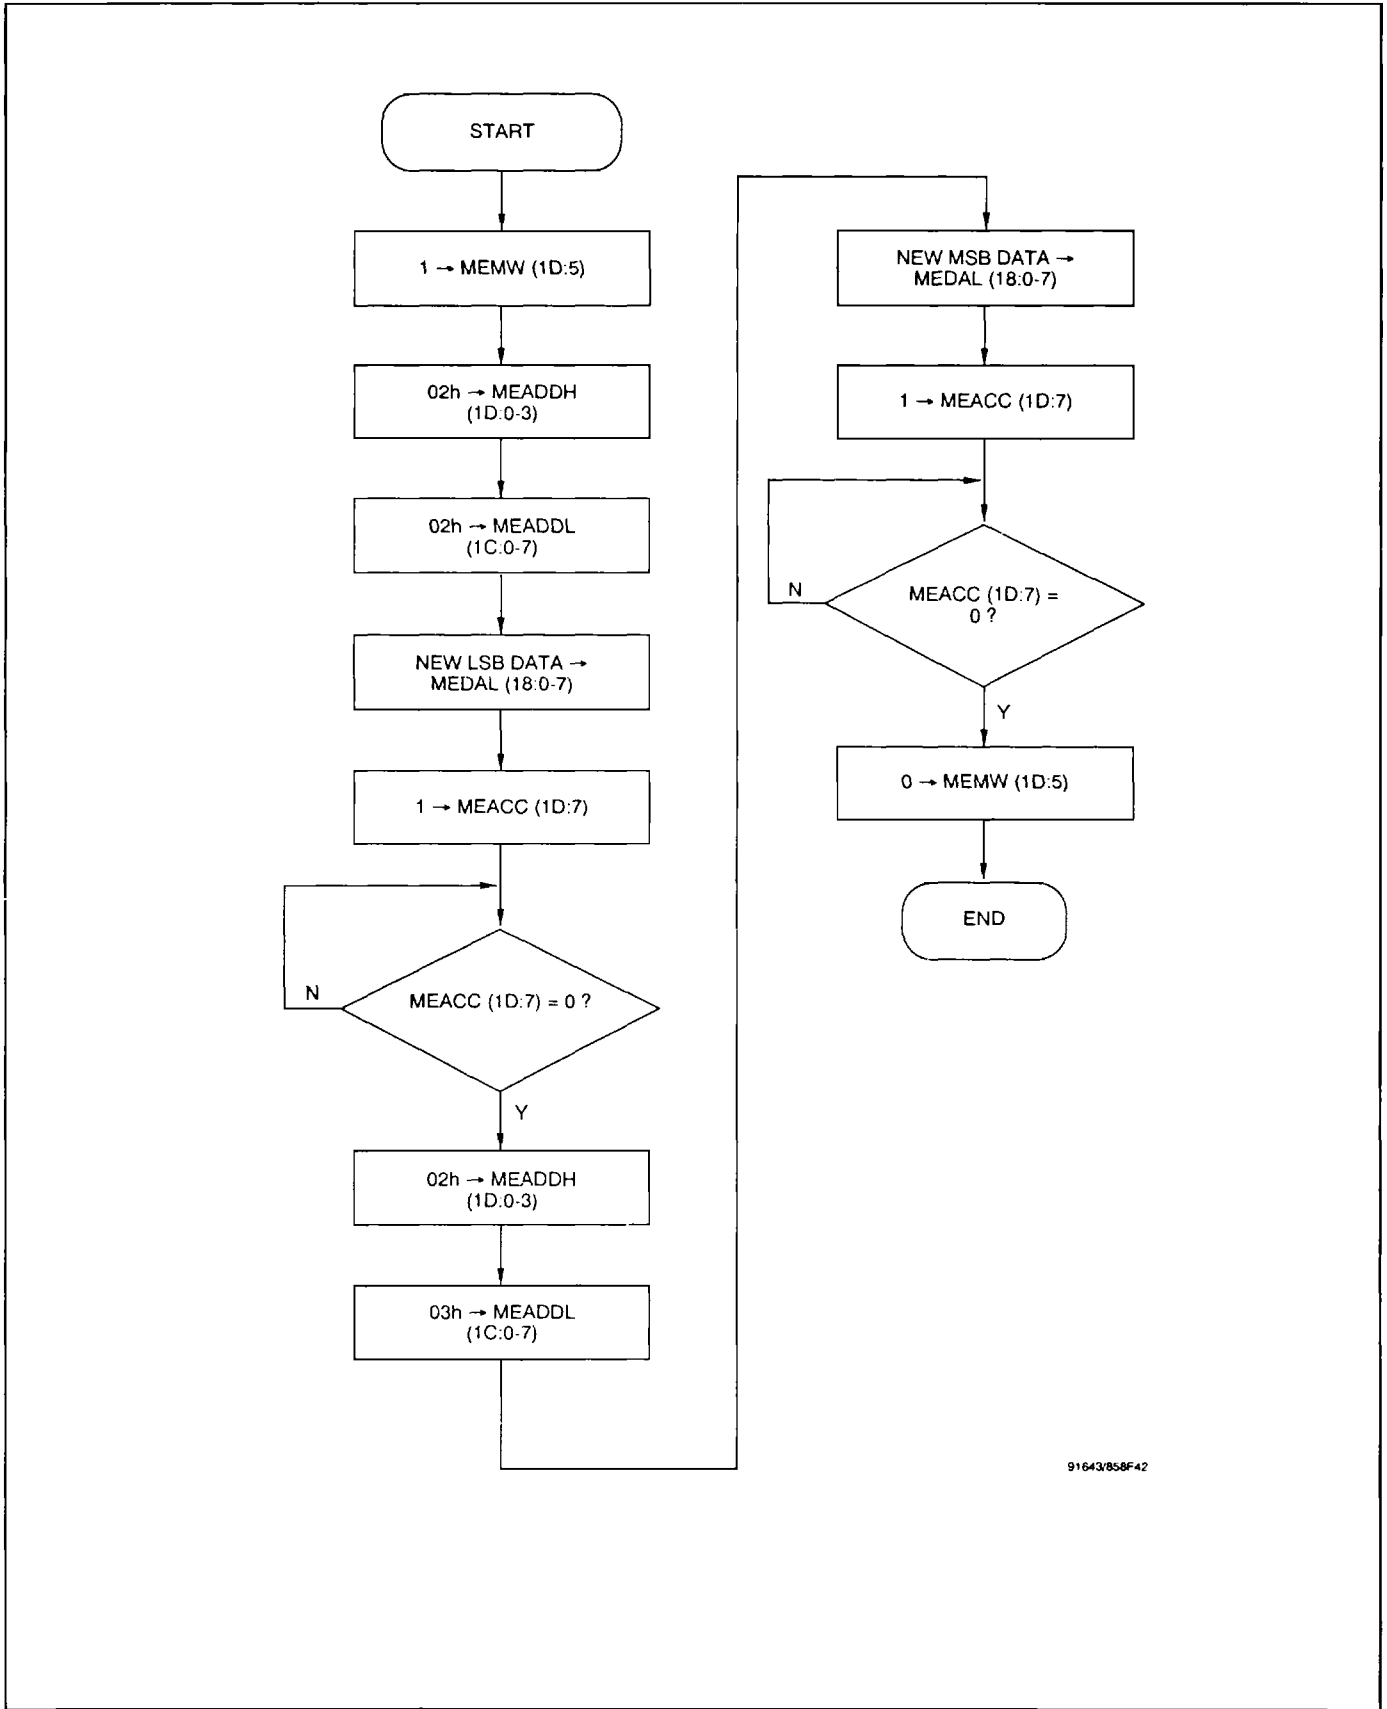 START
1 → MEMW (1D:5)
02h → MEADDH
(1D:0-3)
02h → MEADDL
(1C:0-7)
NEW LSB DATA →
MEDAL (18:0-7)
1 → MEACC (1D:7)
MEACC (1D:7) = 0 ?
N
Y
02h → MEADDH
(1D:0-3)
03h → MEADDL
(1C:0-7)
NEW MSB DATA →
MEDAL (18:0-7)
1 → MEACC (1D:7)
MEACC (1D:7) =
0 ?
N
Y
0 → MEMW (1D:5)
END
91643/858F42